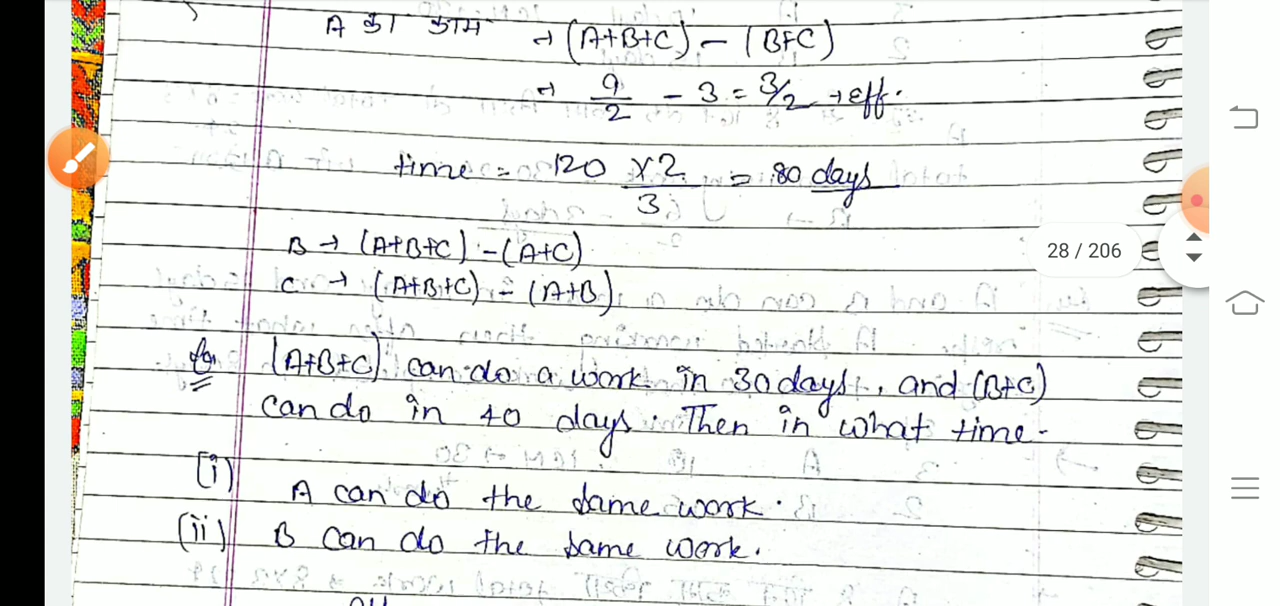 A का काम → (A+B+C) - (B+C)
→ 9/2 - 3 = 3/2 → eff.
time = 120 × 2/3 = 80 days
B → (A+B+C) - (A+C)
C → (A+B+C) - (A+B)
28 / 206
Qn (A+B+C) can do a work in 30 days, and (B+C)
can do in 40 days. Then in what time-
(i) A can do the same work.
(ii) B can do the same work.